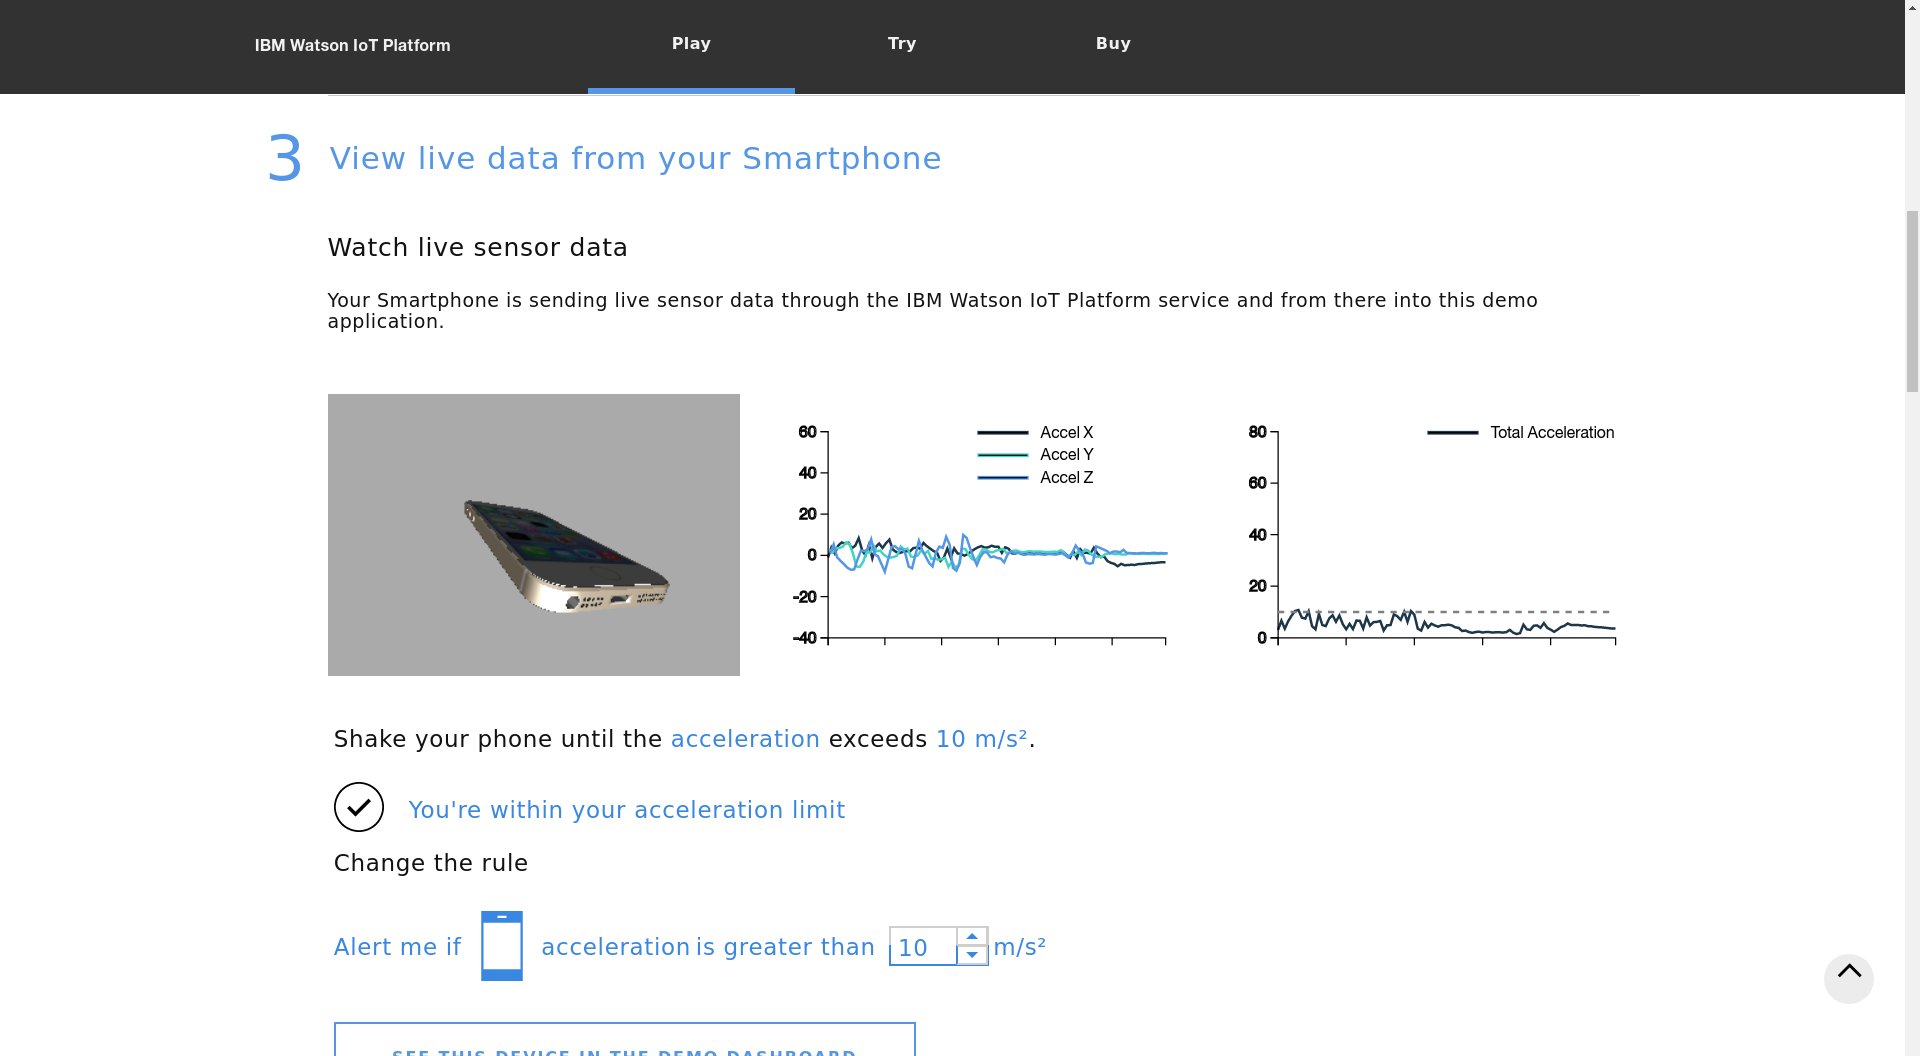 IBM Watson IoT Platform
Play
Try
Buy
3 View live data from your Smartphone
Watch live sensor data
Your Smartphone is sending live sensor data through the IBM Watson IoT Platform service and from there into this demo
application.
60
40
20
0
-20
-40
Accel X
Accel Y
Accel Z
80
60
40
20
0
Total Acceleration
Shake your phone until the acceleration exceeds 10 m/s².
You're within your acceleration limit
Change the rule
Alert me if acceleration is greater than 10 m/s²
SEE THIS DEVICE IN THE DEMO DASHBOARD